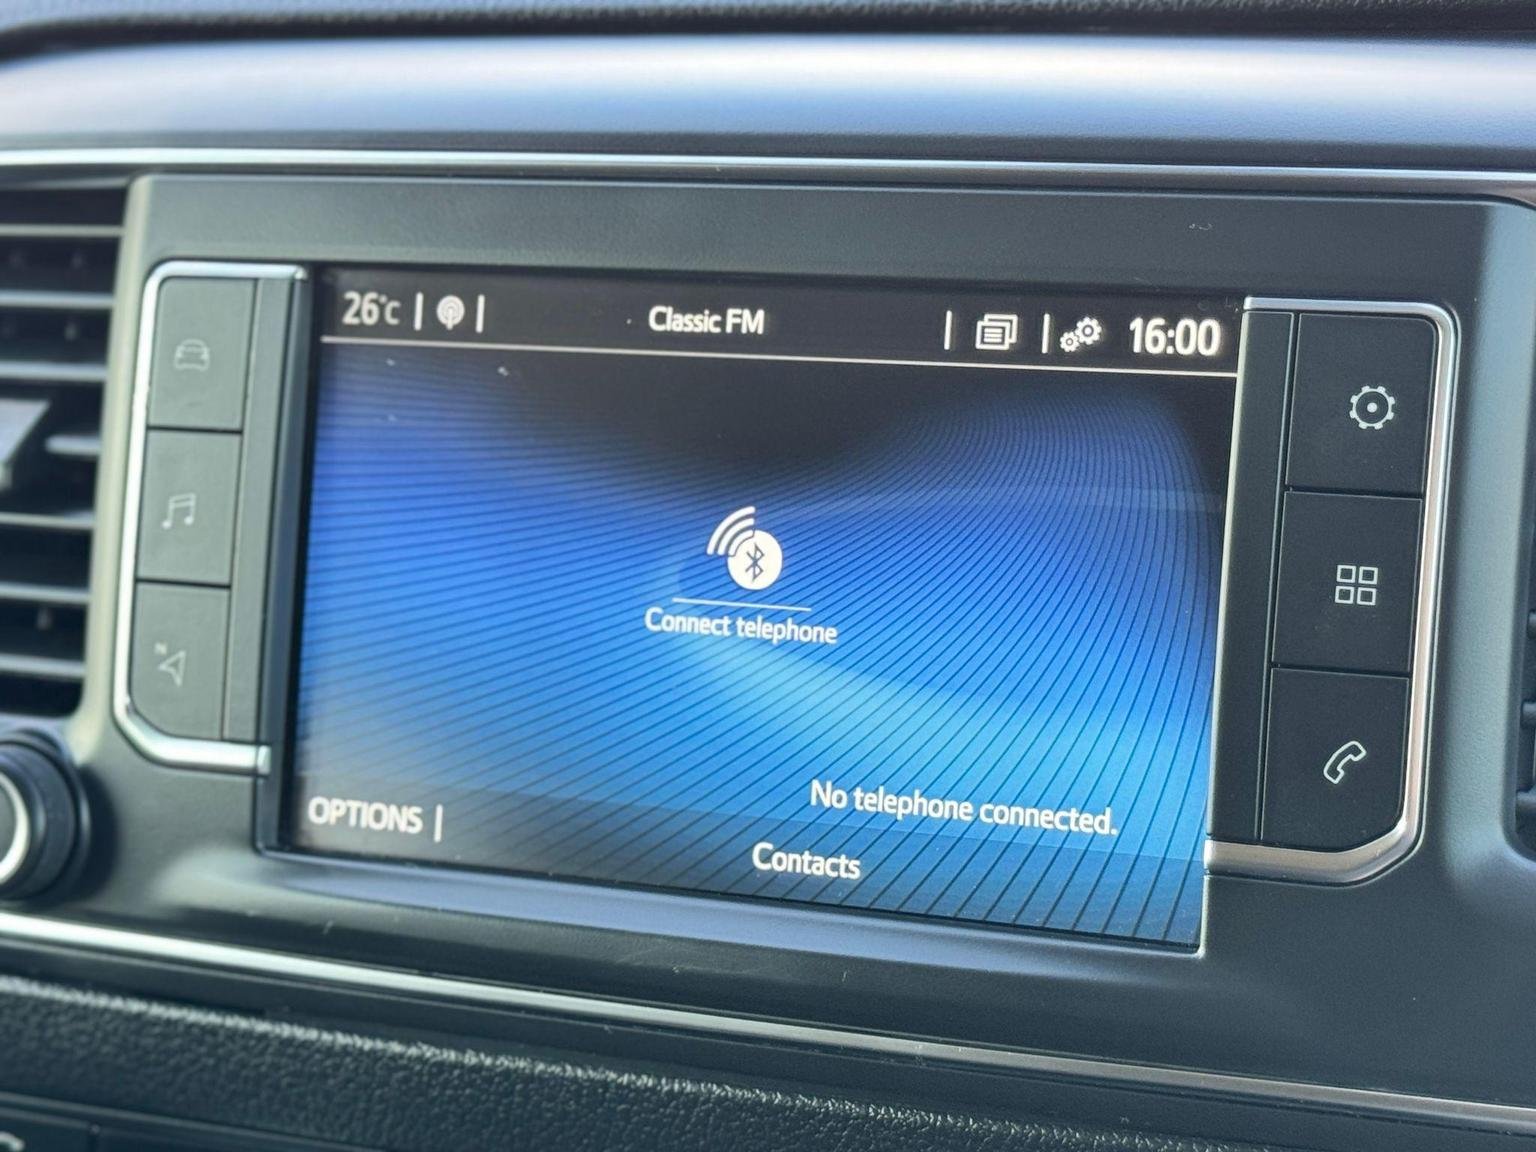 26°C
Classic FM
16:00
N
Connect telephone
No telephone connected.
OPTIONS
Contacts